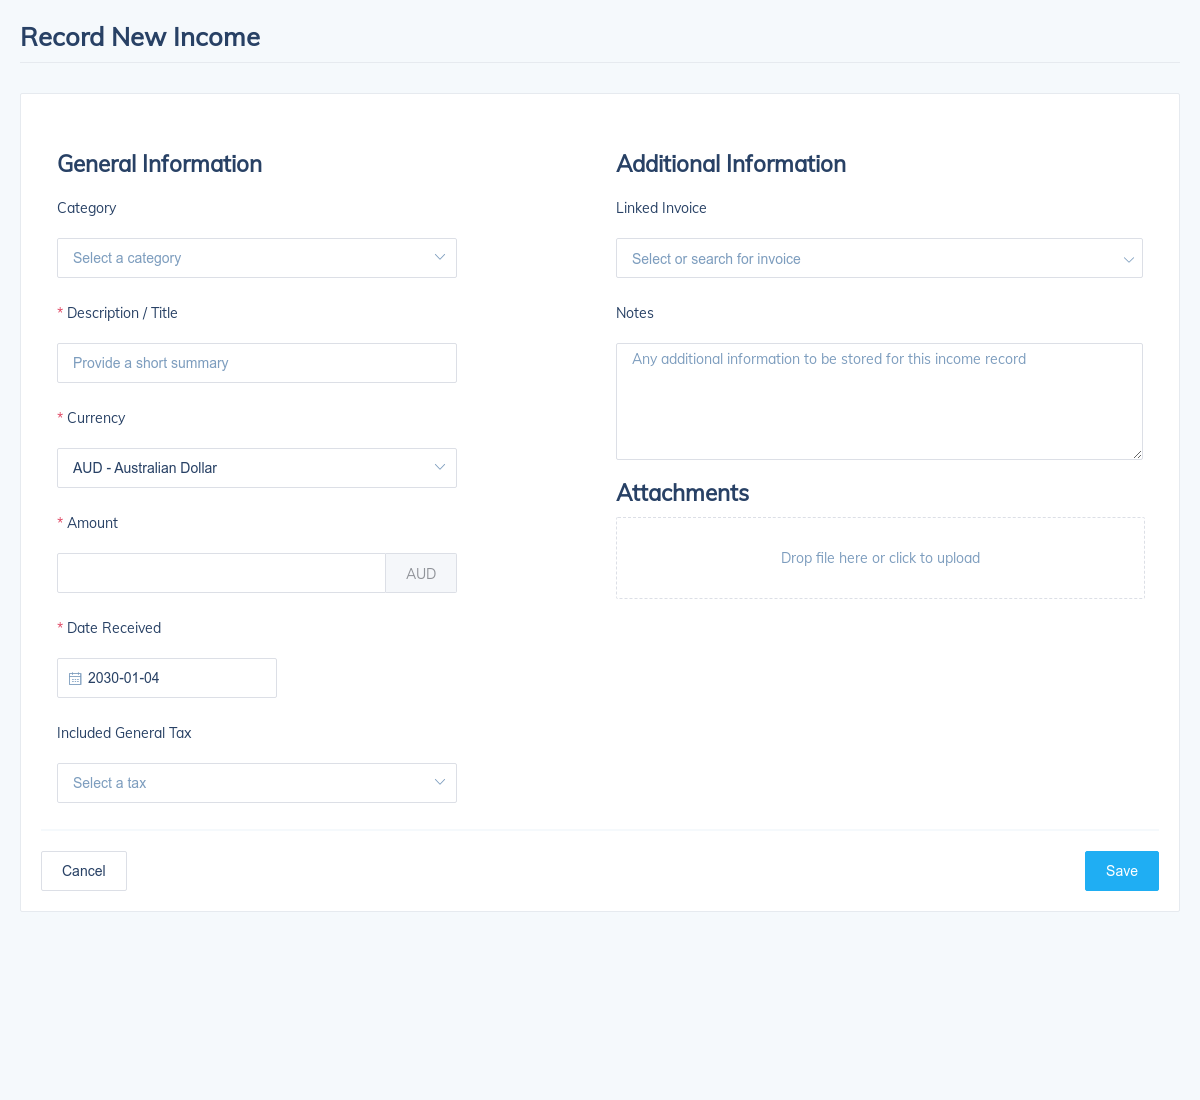 Record New Income
General Information
Category
Select a category
* Description / Title
Provide a short summary
* Currency
AUD - Australian Dollar
* Amount
AUD
* Date Received
2030-01-04
Included General Tax
Select a tax
Additional Information
Linked Invoice
Select or search for invoice
Notes
Any additional information to be stored for this income record
Attachments
Drop file here or click to upload
Cancel
Save